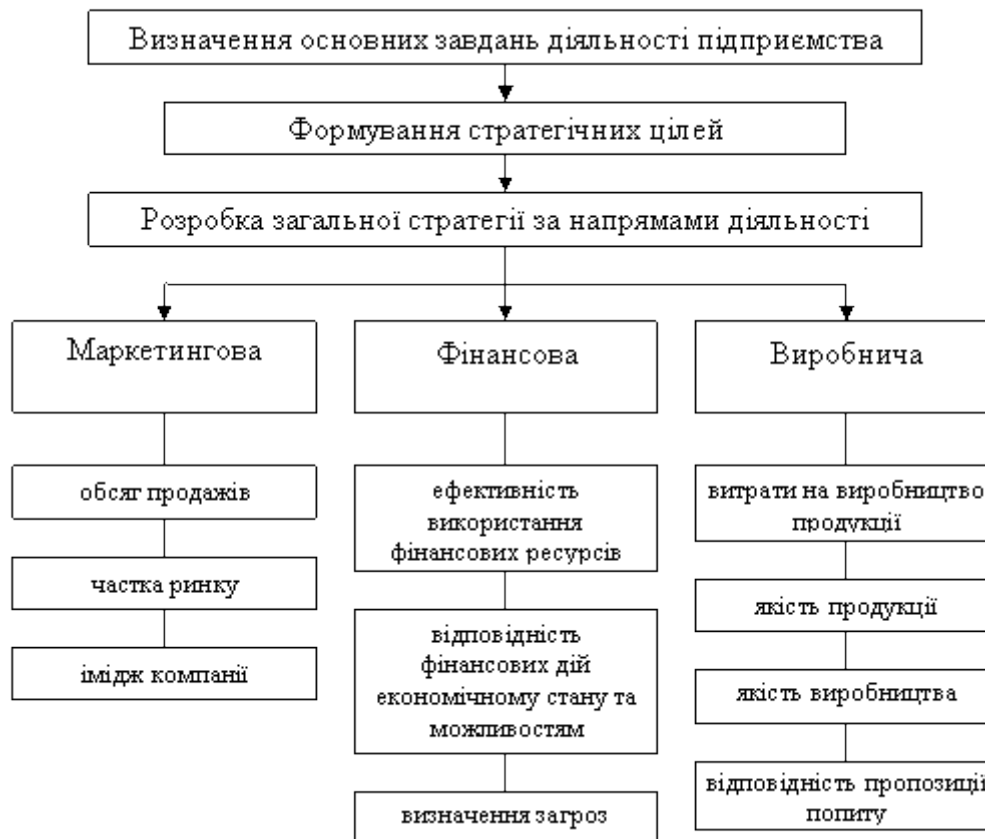 Визначення основних завдань діяльності підприємства
Формування стратегічних цілей
Розробка загальної стратегії за напрямами діяльності
Маркетингова
обсяг продажів
частка ринку
імідж компанії
Фінансова
ефективність
використання
фінансових ресурсів
відповідність
фінансових дій
економічному стану та
можливостям
визначення загроз
Виробнича
витрати на виробництво
продукції
якість продукції
якість виробництва
відповідність пропозиції
попиту